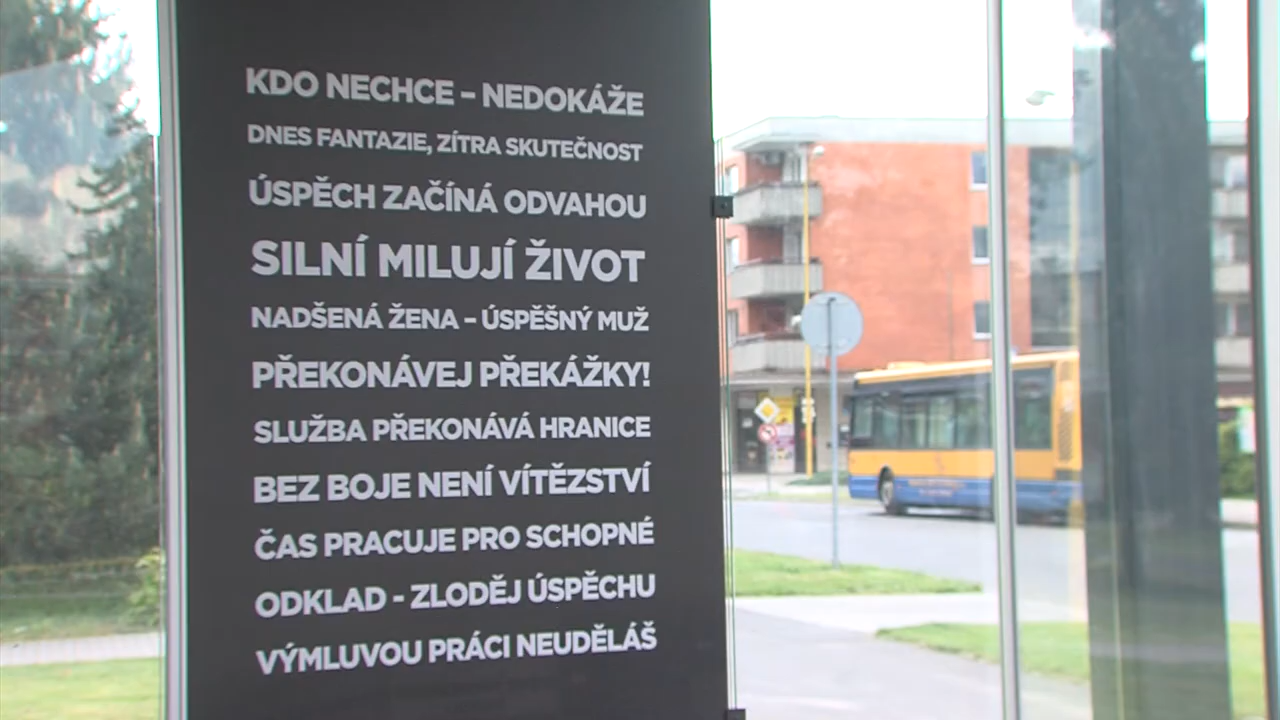 KDO NECHCE – NEDOKÁŽE
DNES FANTAZIE, ZÍTRA SKUTEČNOST
ÚSPĚCH ZAČÍNÁ ODVAHOU
SILNÍ MILUJÍ ŽIVOT
NADŠENÁ ŽENA – ÚSPĚŠNÝ MUŽ
PŘEKONÁVEJ PŘEKÁŽKY!
SLUŽBA PŘEKONÁVÁ HRANICE
BEZ BOJE NENÍ VÍTĚZSTVÍ
ČAS PRACUJE PRO SCHOPNÉ
ODKLAD - ZLODĚJ ÚSPĚCHU
VÝMLUVOU PRÁCI NEUDĚLÁŠ